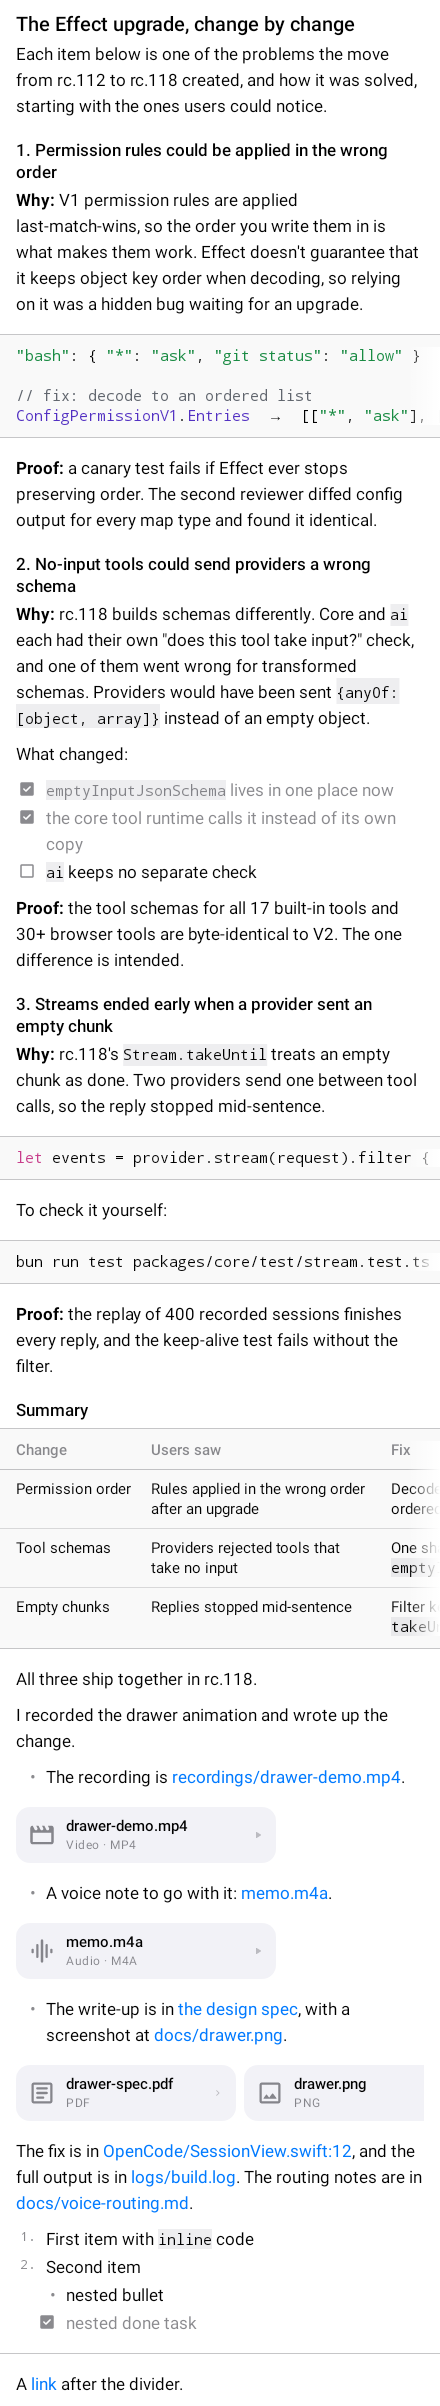 The Effect upgrade, change by change
Each item below is one of the problems the move
from rc.112 to rc.118 created, and how it was solved,
starting with the ones users could notice.
1. Permission rules could be applied in the wrong
order
Why: V1 permission rules are applied
last-match-wins, so the order you write them in is
what makes them work. Effect doesn't guarantee that
it keeps object key order when decoding, so relying
on it was a hidden bug waiting for an upgrade.
"bash": { "*": "ask", "git status": "allow" }
// fix: decode to an ordered list
ConfigPermissionV1.Entries → [["*", "ask"],
Proof: a canary test fails if Effect ever stops
preserving order. The second reviewer diffed config
output for every map type and found it identical.
2. No-input tools could send providers a wrong
schema
Why: rc.118 builds schemas differently. Core and ai
each had their own "does this tool take input?" check,
and one of them went wrong for transformed
schemas. Providers would have been sent {anyOf:
[object, array]} instead of an empty object.
What changed:
emptyInputJsonSchema lives in one place now
the core tool runtime calls it instead of its own
copy
ai keeps no separate check
Proof: the tool schemas for all 17 built-in tools and
30+ browser tools are byte-identical to V2. The one
difference is intended.
3. Streams ended early when a provider sent an
empty chunk
Why: rc.118's Stream.takeUntil treats an empty
chunk as done. Two providers send one between tool
calls, so the reply stopped mid-sentence.
let events = provider.stream(request).filter {
To check it yourself:
bun run test packages/core/test/stream.test.ts
Proof: the replay of 400 recorded sessions finishes
every reply, and the keep-alive test fails without the
filter.
Summary
Change Users saw Fix
Permission order Rules applied in the wrong order Decode
after an upgrade ordere
Tool schemas Providers rejected tools that One sh
take no input empty
Empty chunks Replies stopped mid-sentence Filter k
takeU
All three ship together in rc.118.
I recorded the drawer animation and wrote up the
change.
• The recording is recordings/drawer-demo.mp4.
drawer-demo.mp4
Video · MP4
• A voice note to go with it: memo.m4a.
memo.m4a
Audio · M4A
• The write-up is in the design spec, with a
screenshot at docs/drawer.png.
drawer-spec.pdf drawer.png
PDF PNG
The fix is in OpenCode/SessionView.swift:12, and the
full output is in logs/build.log. The routing notes are in
docs/voice-routing.md.
1. First item with inline code
2. Second item
• nested bullet
nested done task
A link after the divider.